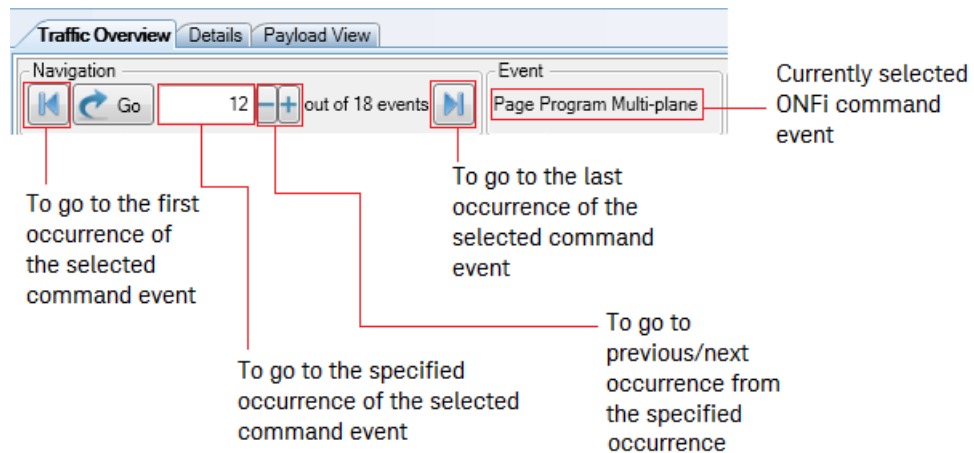 Traffic Overview Details Payload View
Navigation
Event
Go 12 - + out of 18 events
Page Program Multi-plane
Currently selected
ONFi command
event
To go to the first
occurrence of
the selected
command event
To go to the last
occurrence of the
selected command
event
To go to the specified
occurrence of the selected
command event
To go to
previous/next
occurrence from
the specified
occurrence